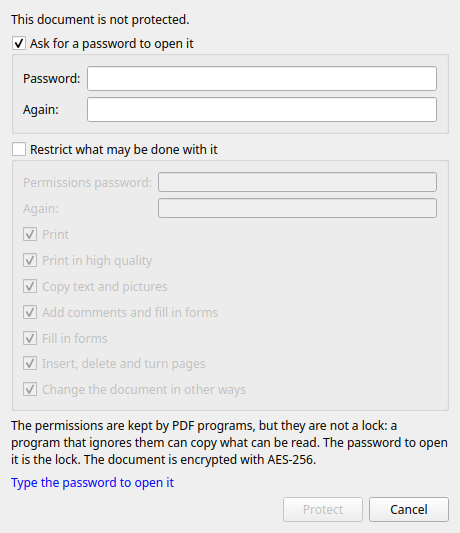 This document is not protected.
Ask for a password to open it
Password:
Again:
Restrict what may be done with it
Permissions password:
Again:
Print
Print in high quality
Copy text and pictures
Add comments and fill in forms
Fill in forms
Insert, delete and turn pages
Change the document in other ways
The permissions are kept by PDF programs, but they are not a lock: a
program that ignores them can copy what can be read. The password to open
it is the lock. The document is encrypted with AES-256.
Type the password to open it
Protect Cancel